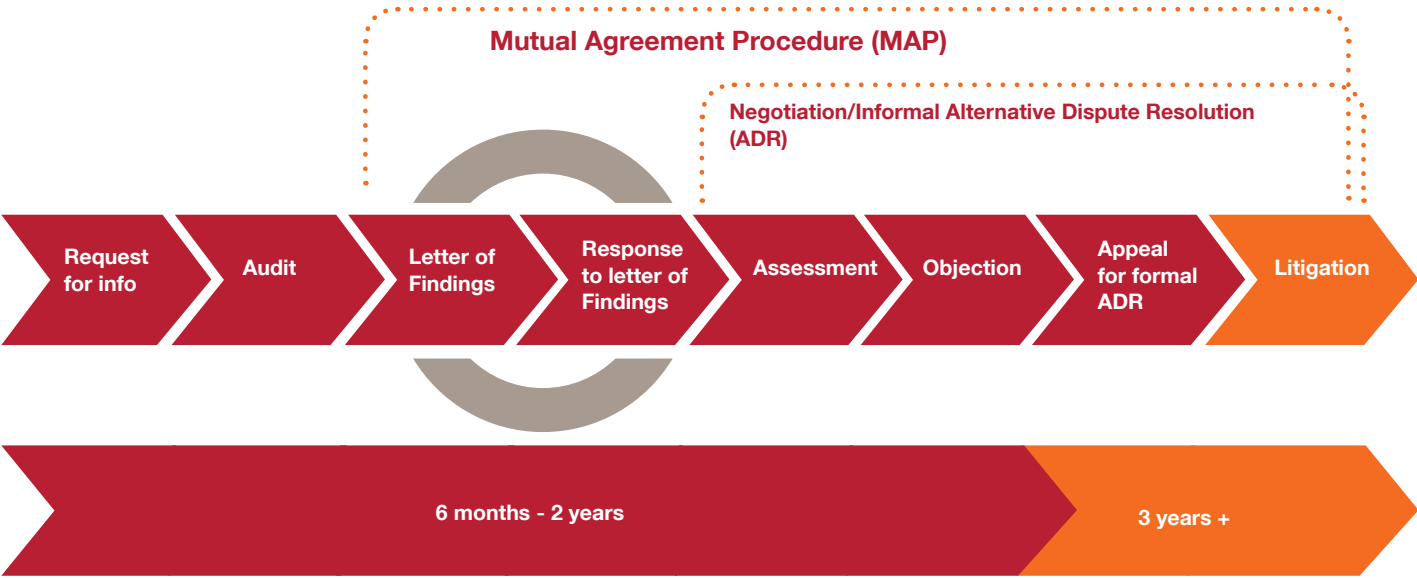 Mutual Agreement Procedure (MAP)
Negotiation/Informal Alternative Dispute Resolution
(ADR)
Request
for info
Audit
Letter of
Findings
Response
to letter of
Findings
Assessment
Objection
Appeal
for formal
ADR
Litigation
6 months - 2 years
3 years +